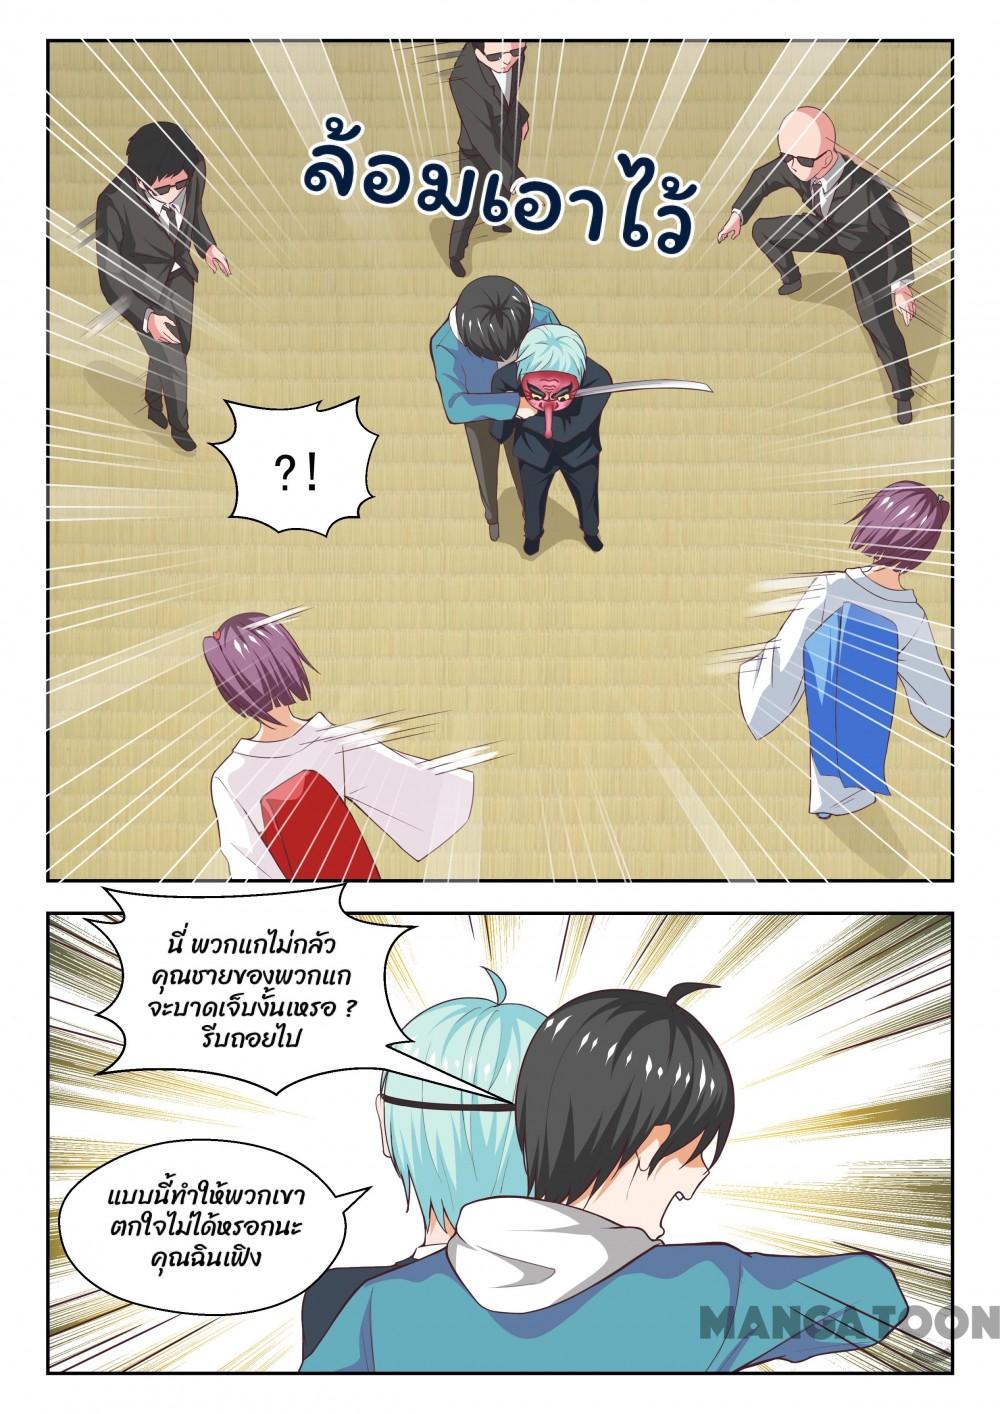 ล้อมเอาไว้
?!
นี่ พวกแกไม่กลัว
คุณชายของพวกแก
จะบาดเจ็บงั้นเหรอ ?
รีบถอยไป
แบบนี้ทำให้พวกเขา
ตกใจไม่ได้หรอกนะ
คุณฉินเฟิง
MANGATOON